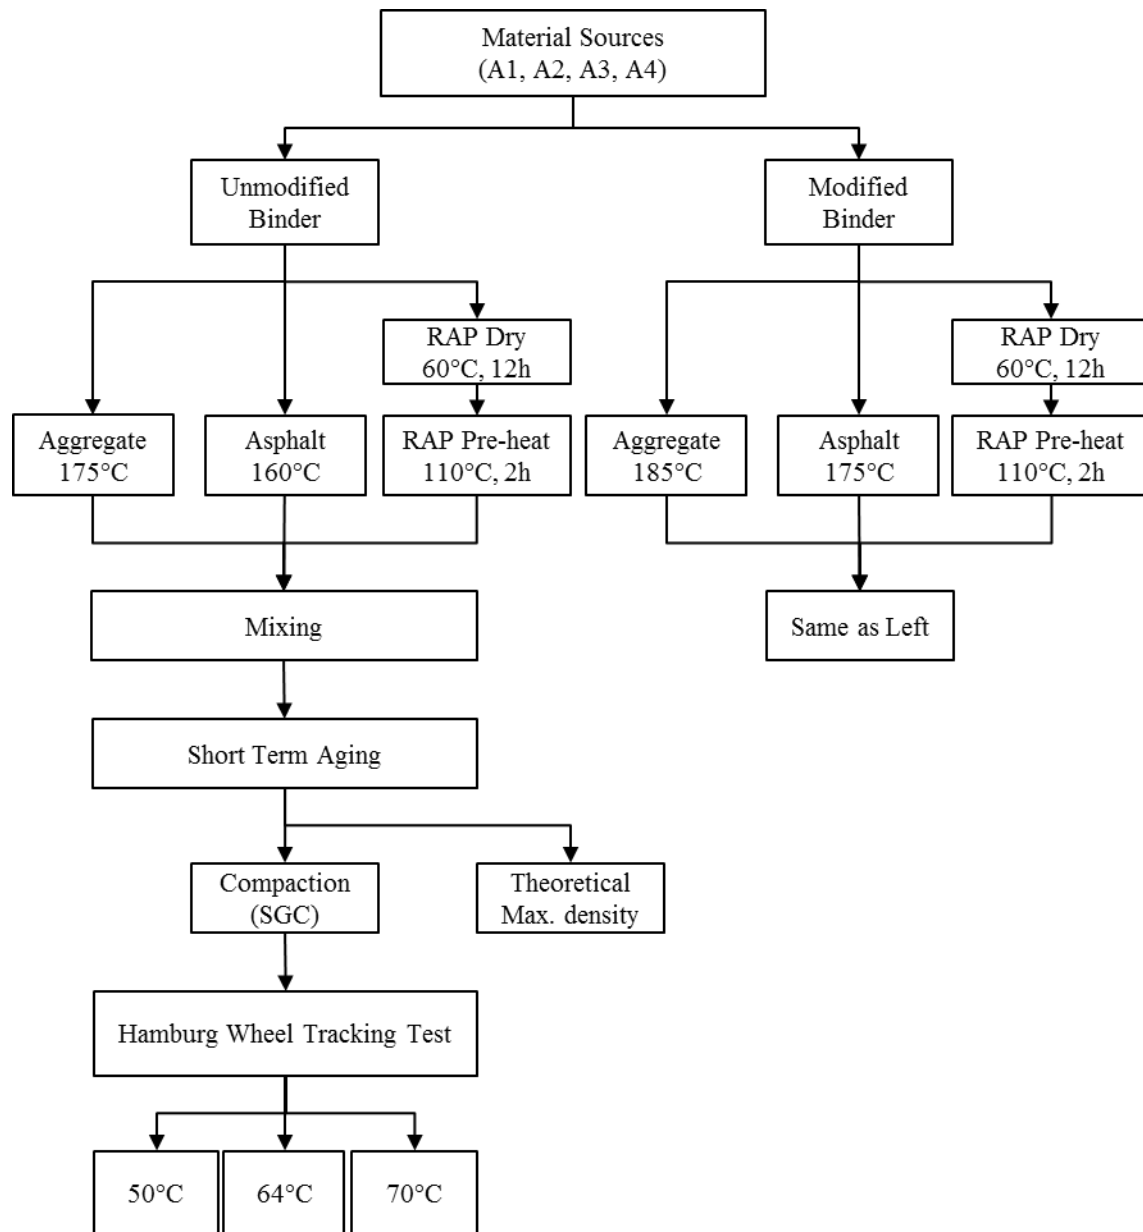 Material Sources
(A1, A2, A3, A4)
Unmodified
Binder
Modified
Binder
RAP Dry
60°C, 12h
RAP Dry
60°C, 12h
Aggregate
175°C
Asphalt
160°C
RAP Pre-heat
110°C, 2h
Aggregate
185°C
Asphalt
175°C
RAP Pre-heat
110°C, 2h
Mixing
Same as Left
Short Term Aging
Compaction
(SGC)
Theoretical
Max. density
Hamburg Wheel Tracking Test
50°C
64°C
70°C